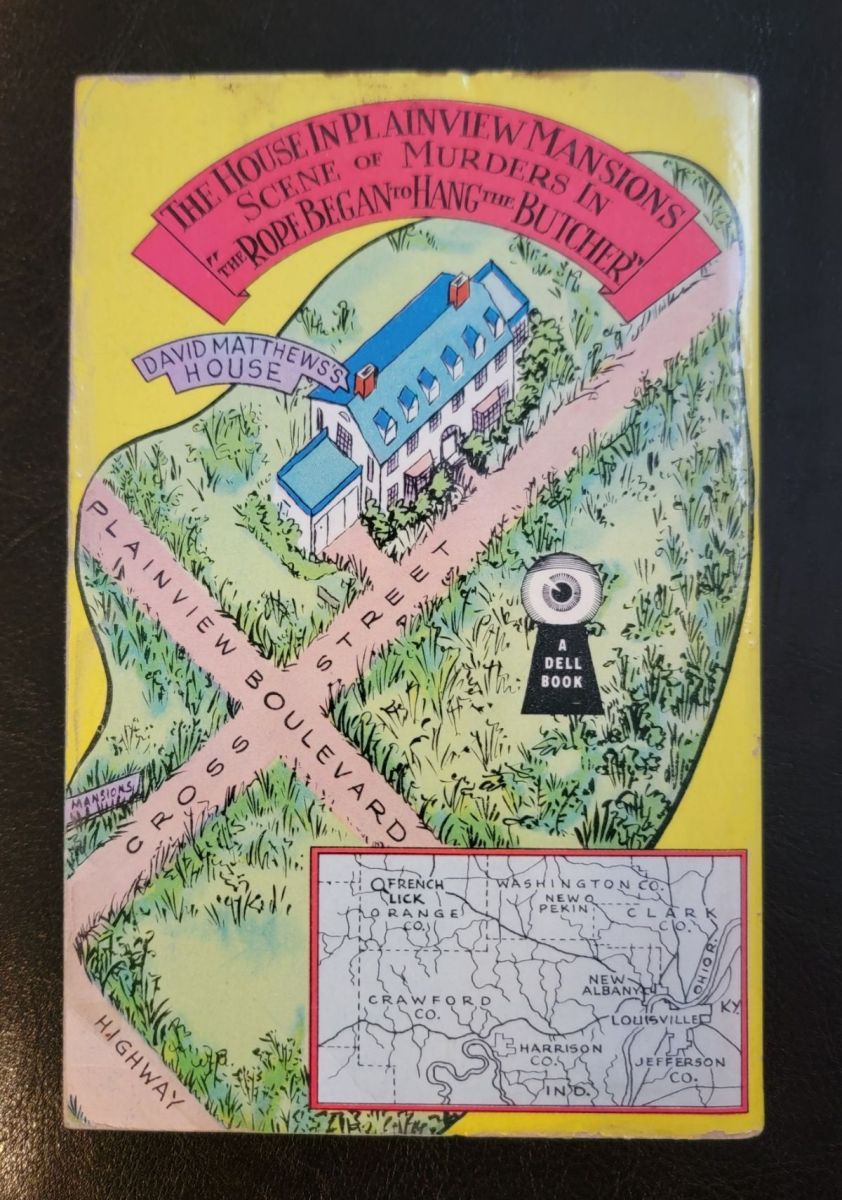 THE HOUSE IN PLAINVIEW MANSIONS
SCENE OF MURDERS IN
"THE ROPE BEGAN TO HANG THE BUTCHER"
DAVID MATTHEWS'S
HOUSE
PLAINVIEW BOULEVARD
CROSS STREET
A
DELL
BOOK
MANSIONS
HIGHWAY
FRENCH
LICK
ORANGE
CO.
WASHINGTON CO.
NEW
PEKIN
CLARK
CO.
OHIO R.
NEW
ALBANY
KY.
CRAWFORD
CO.
LOUISVILLE
HARRISON
CO.
JEFFERSON
CO.
IND.